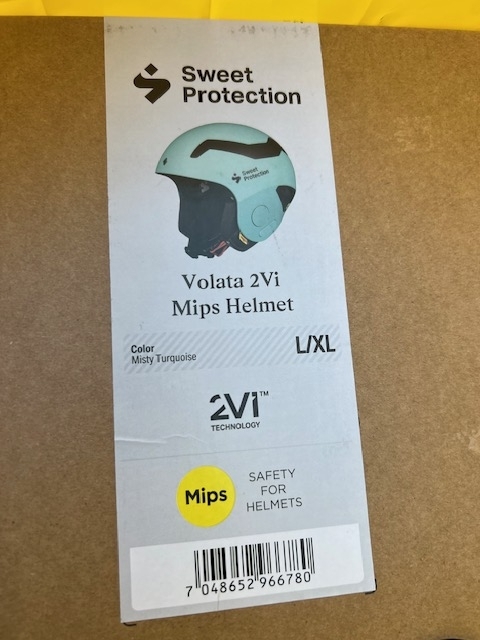 Sweet
Protection
Sweet
Protection
Volata 2Vi
Mips Helmet
Color
Misty Turquoise
L/XL
2Vi™
TECHNOLOGY
Mips
SAFETY
FOR
HELMETS
7 048652 966780